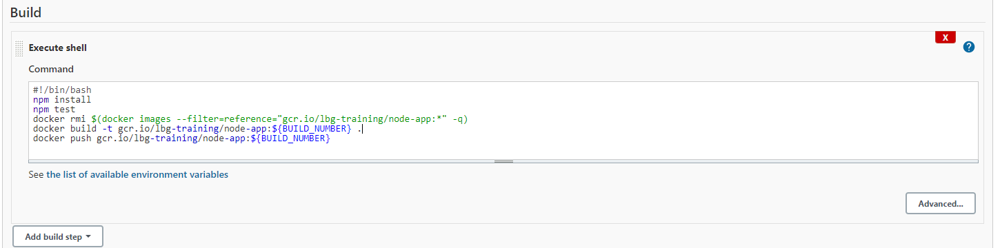 Build
X
Execute shell
?
Command
#!/bin/bash
npm install
npm test
docker rmi $(docker images --filter=reference="gcr.io/lbg-training/node-app:*" -q)
docker build -t gcr.io/lbg-training/node-app:${BUILD_NUMBER} .
docker push gcr.io/lbg-training/node-app:${BUILD_NUMBER}
See the list of available environment variables
Advanced...
Add build step